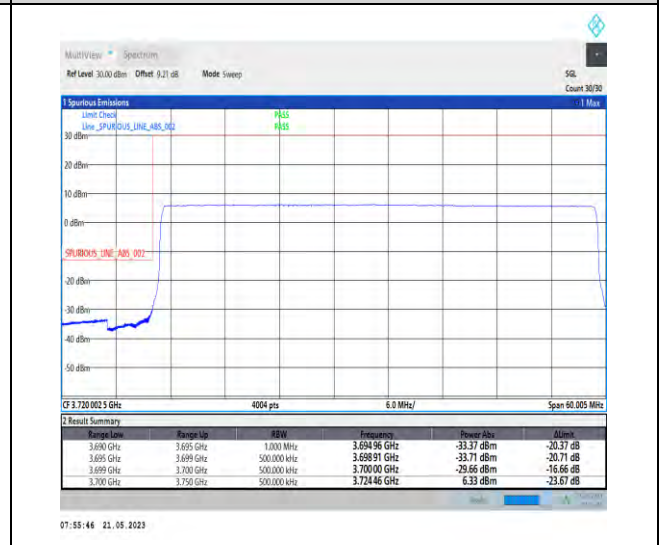 MultiView Spectrum
Ref Level 30.00 dBm Offset 9.21 dB Mode Sweep SGL
Count 30/30
1 Spurious Emissions 1 Max
Limit Check PASS
Line _SPURIOUS_LINE_ABS_002 PASS
30 dBm
20 dBm
10 dBm
0 dBm
_SPURIOUS_LINE_ABS_002
-20 dBm
-30 dBm
-40 dBm
-50 dBm
CF 3.720 002 5 GHz 4004 pts 6.0 MHz/ Span 60.005 MHz
2 Result Summary
Range Low Range Up RBW Frequency Power Abs ΔLimit
3.690 GHz 3.695 GHz 1.000 MHz 3.694 96 GHz -33.37 dBm -20.37 dB
3.695 GHz 3.699 GHz 500.000 kHz 3.698 91 GHz -33.71 dBm -20.71 dB
3.699 GHz 3.700 GHz 500.000 kHz 3.700 00 GHz -29.66 dBm -16.66 dB
3.700 GHz 3.750 GHz 500.000 kHz 3.724 46 GHz 6.33 dBm -23.67 dB
07:55:46 21.05.2023